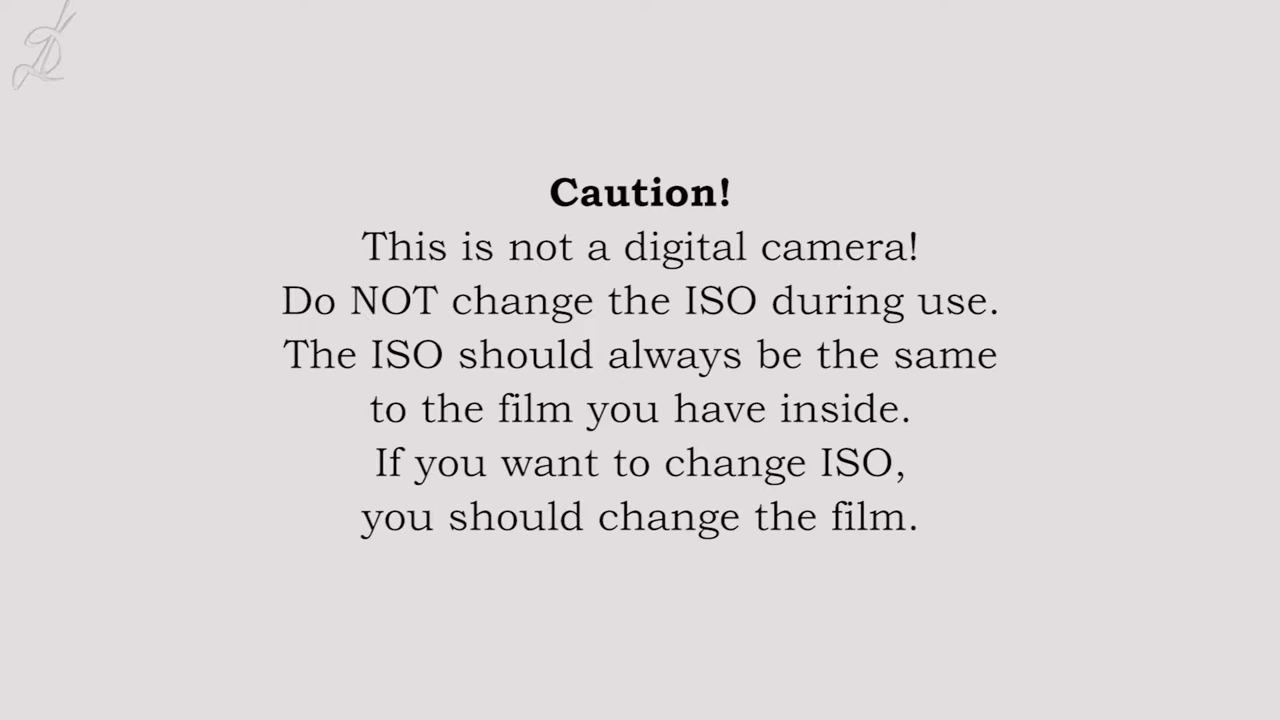 Caution!
This is not a digital camera!
Do NOT change the ISO during use.
The ISO should always be the same
to the film you have inside.
If you want to change ISO,
you should change the film.